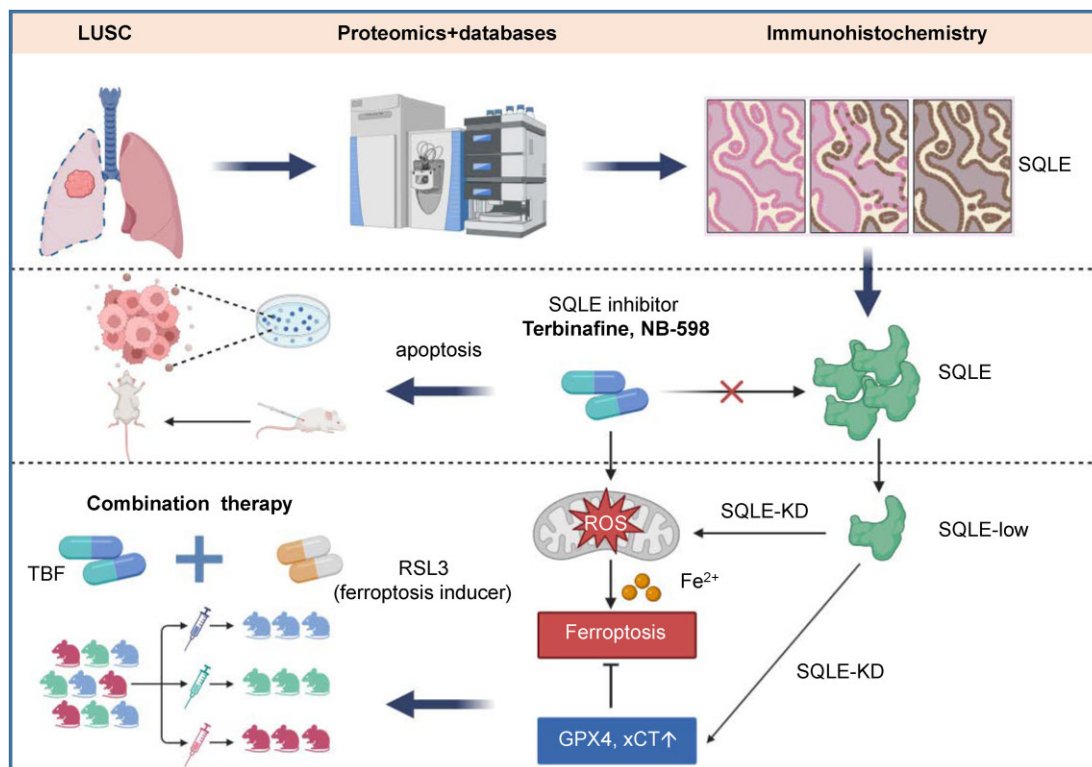 LUSC
Proteomics+databases
Immunohistochemistry
SQLE
SQLE inhibitor
Terbinafine, NB-598
apoptosis
SQLE
Combination therapy
TBF
RSL3
(ferroptosis inducer)
ROS
SQLE-KD
SQLE-low
Fe²⁺
Ferroptosis
SQLE-KD
GPX4, xCT↑